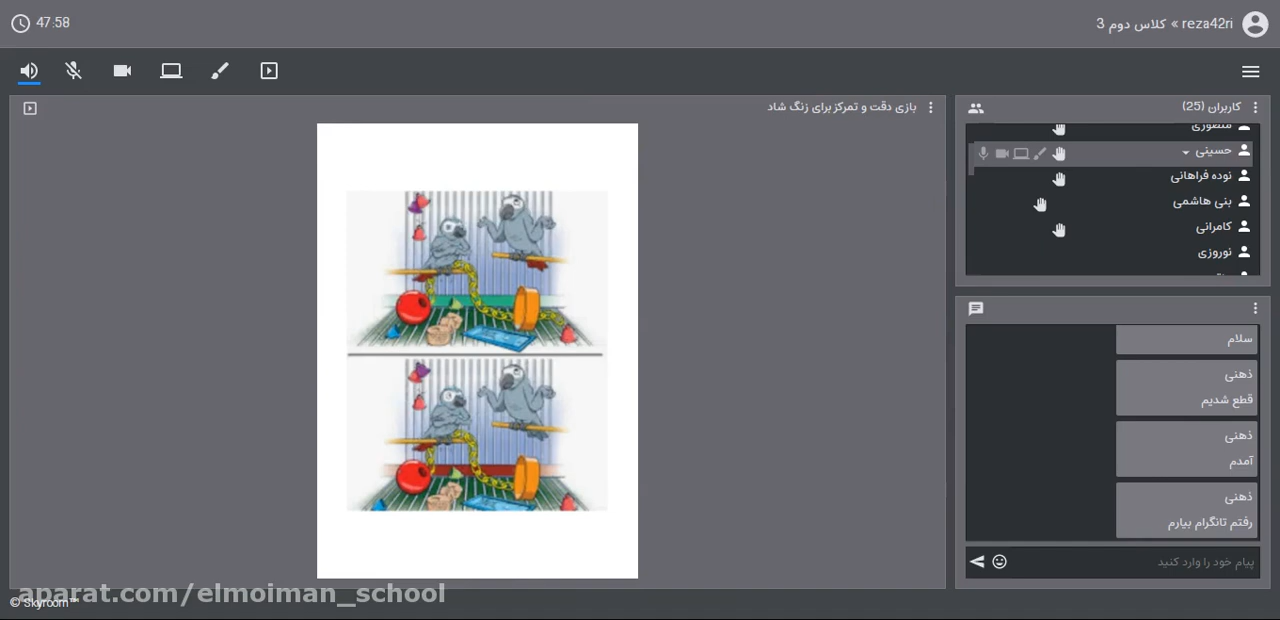 47:58
reza42ri » کلاس دوم 3
بازی دقت و تمرکز برای زنگ شاد
کاربران (25)
منصوری
حسینی
نوده فراهانی
بنی هاشمی
کامرانی
نوروزی
سلام
ذهنی
قطع شدیم
ذهنی
آمدم
ذهنی
رفتم تانگرام بیارم
پیام خود را وارد کنید
aparat.com/elmoiman_school
© Skyroom™